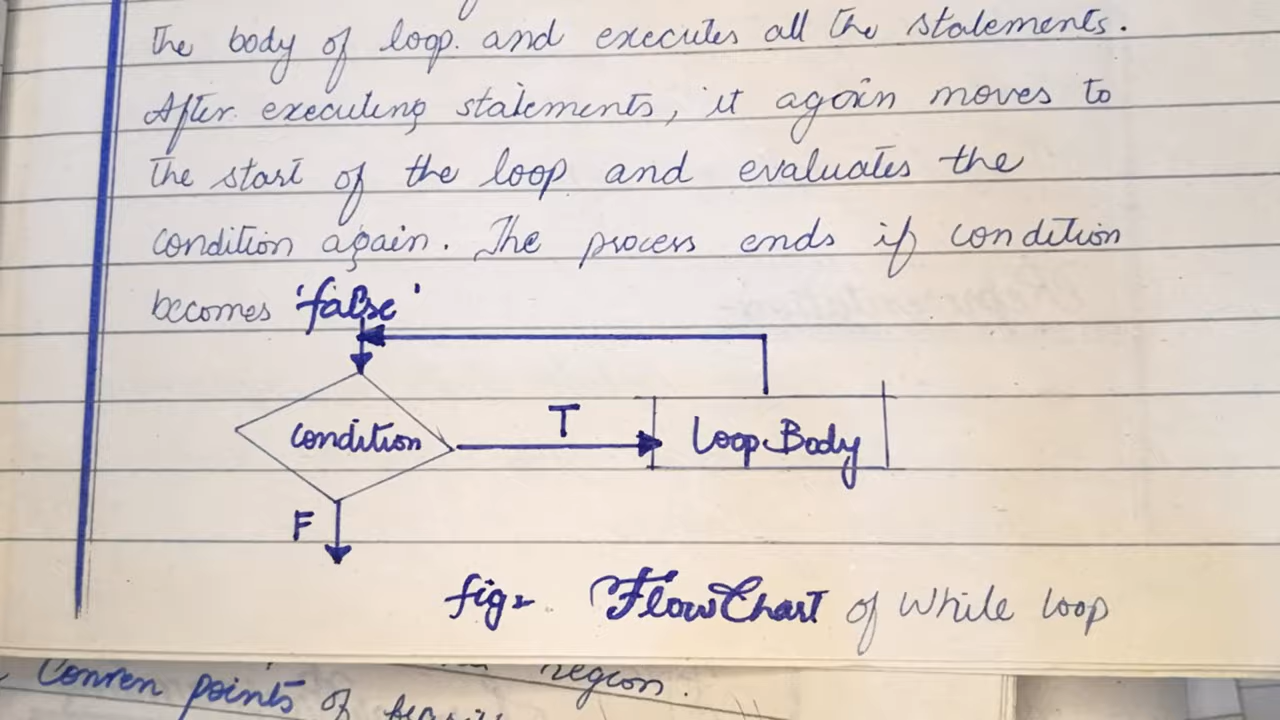 the body of loop. and executes all the statements.
After executing statements, it again moves to
the start of the loop and evaluates the
condition again. The process ends if condition
becomes 'false'
condition
T
Loop Body
F
fig 2. FlowChart of While loop
region.
points of